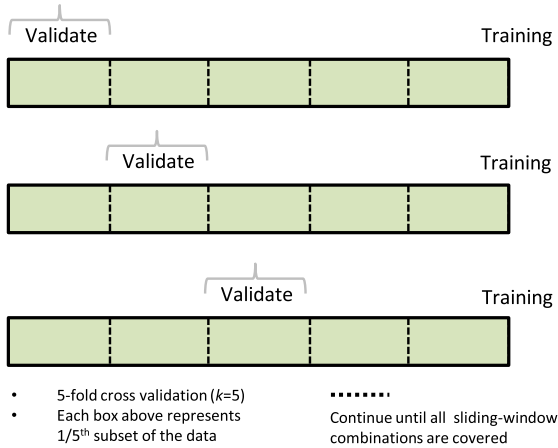 Validate
Training
Validate
Training
Validate
Training
• 5-fold cross validation (k=5)
• Each box above represents
1/5th subset of the data
Continue until all sliding-window
combinations are covered